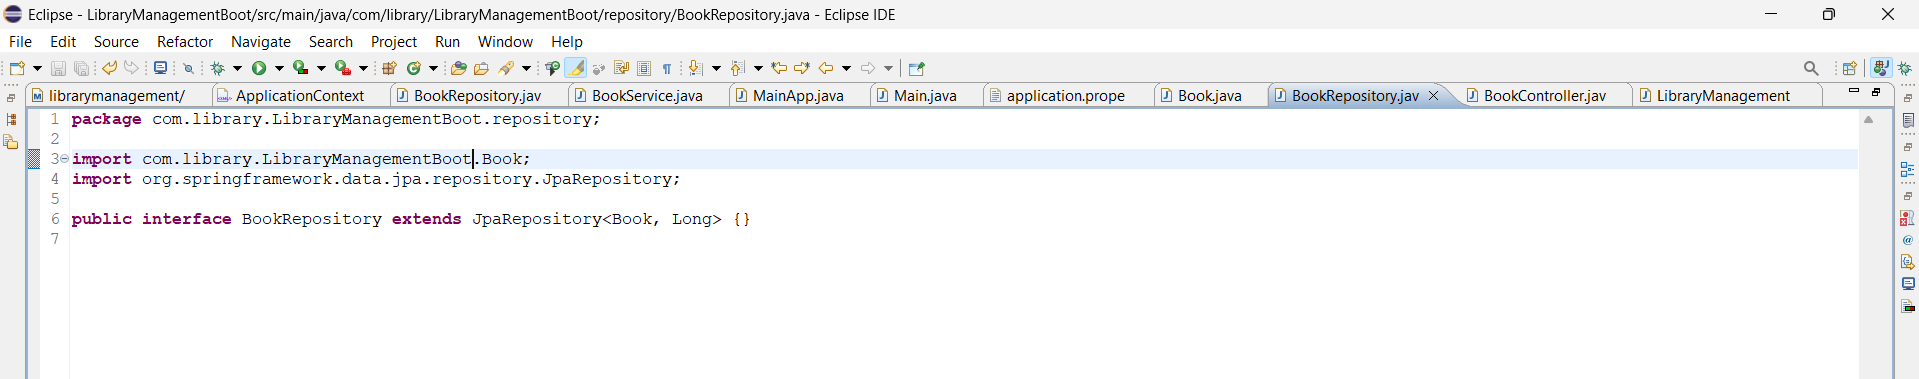 Eclipse - LibraryManagementBoot/src/main/java/com/library/LibraryManagementBoot/repository/BookRepository.java - Eclipse IDE
File Edit Source Refactor Navigate Search Project Run Window Help
librarymanagement/ ApplicationContext BookRepository.jav BookService.java MainApp.java Main.java application.prope Book.java BookRepository.jav BookController.jav LibraryManagement
1 package com.library.LibraryManagementBoot.repository;
2
3 import com.library.LibraryManagementBoot.Book;
4 import org.springframework.data.jpa.repository.JpaRepository;
5
6 public interface BookRepository extends JpaRepository<Book, Long> {}
7